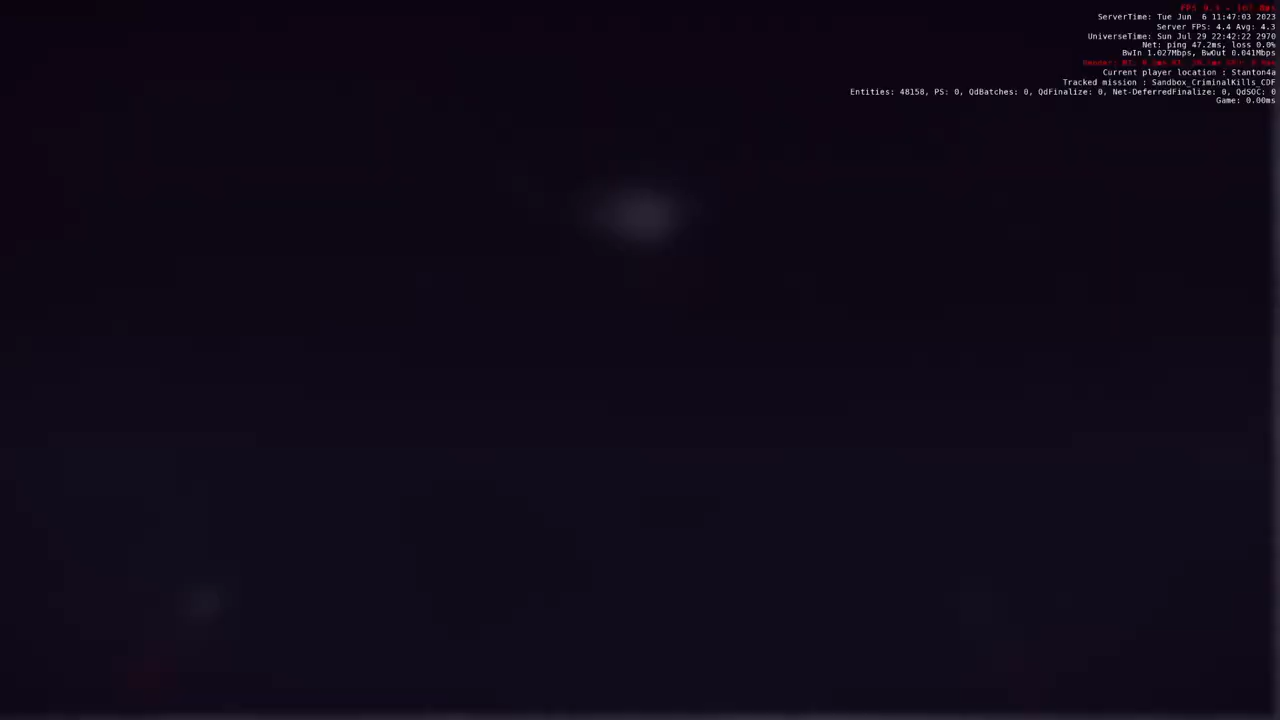 ServerTime: Tue Jun  6 11:47:03 2023
Server FPS: 4.4 Avg: 4.3
UniverseTime: Sun Jul 29 22:42:22 2970
Net: ping 47.2ms, loss 0.0%
BwIn 1.027Mbps, BwOut 0.041Mbps
Current player location : Stanton4a
Tracked mission : Sandbox_CriminalKills_CDF
Entities: 48158, PS: 0, QdBatches: 0, QdFinalize: 0, Net-DeferredFinalize: 0, QdSOC: 0
Game: 0.00ms